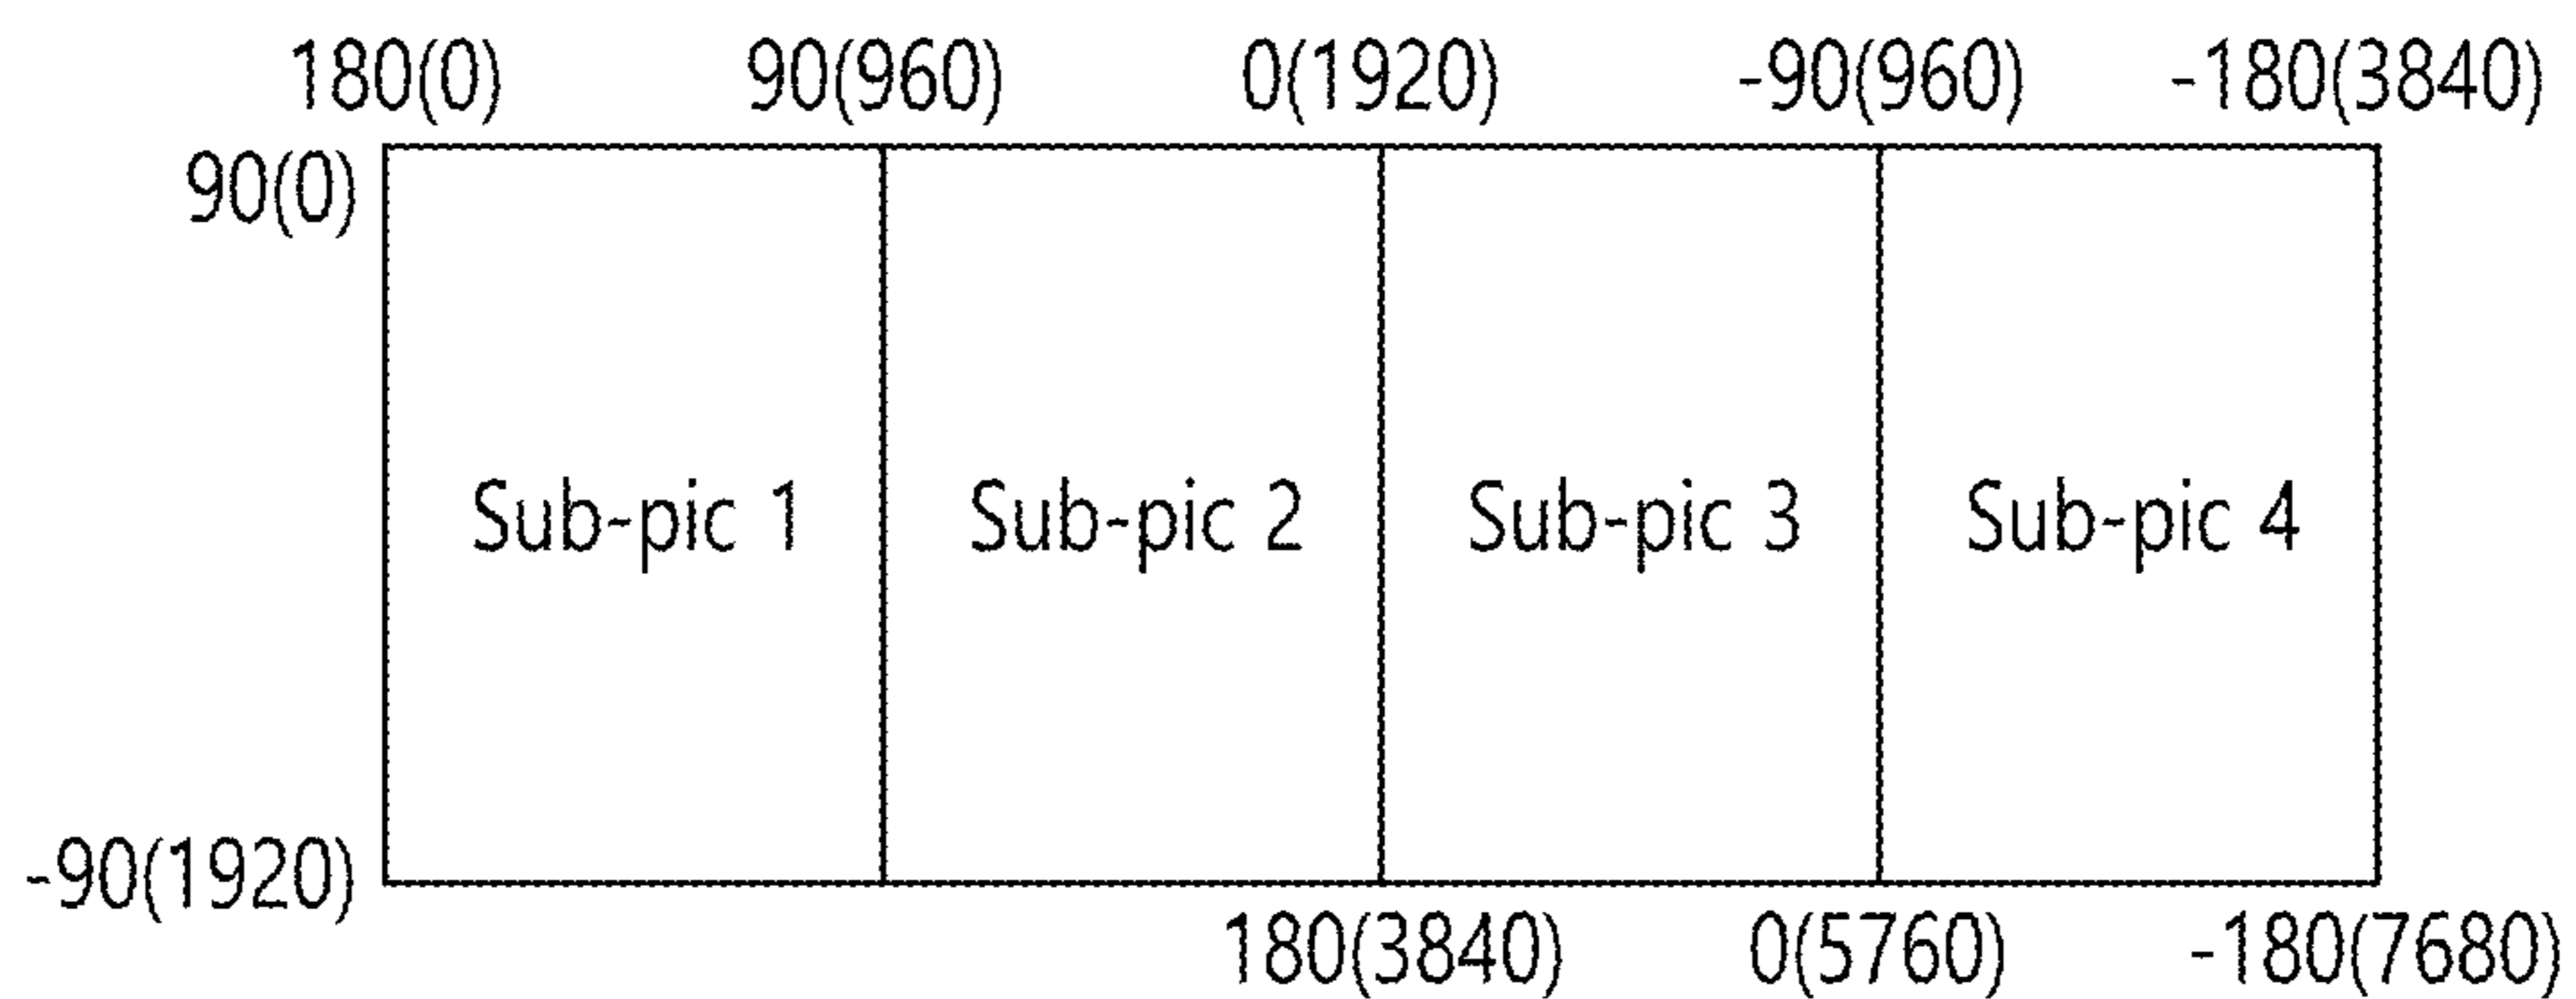 180(0) 90(960) 0(1920) -90(960) -180(3840)
90(0)
Sub-pic 1 Sub-pic 2 Sub-pic 3 Sub-pic 4
-90(1920)
180(3840) 0(5760) -180(7680)